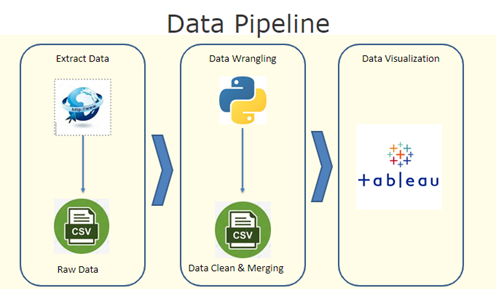 Data Pipeline
Extract Data
CSV
Raw Data
Data Wrangling
CSV
Data Clean & Merging
Data Visualization
+ableau